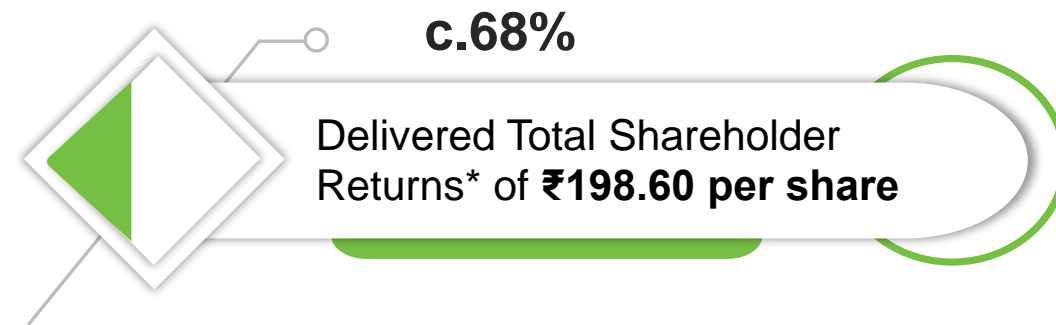 c.68%
Delivered Total Shareholder
Returns* of ₹198.60 per share